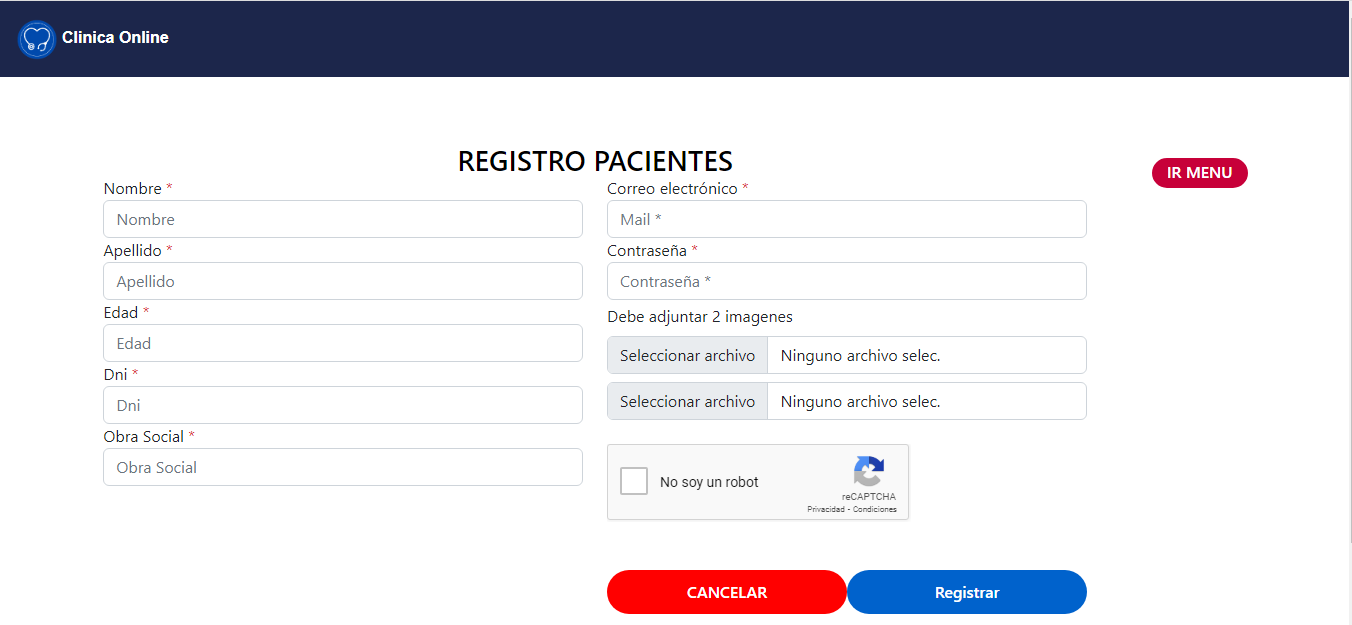 Clinica Online
REGISTRO PACIENTES
IR MENU
Nombre *
Nombre
Apellido *
Apellido
Edad *
Edad
Dni *
Dni
Obra Social *
Obra Social
Correo electrónico *
Mail *
Contraseña *
Contraseña *
Debe adjuntar 2 imagenes
Seleccionar archivo Ninguno archivo selec.
Seleccionar archivo Ninguno archivo selec.
No soy un robot
reCAPTCHA
Privacidad - Condiciones
CANCELAR Registrar